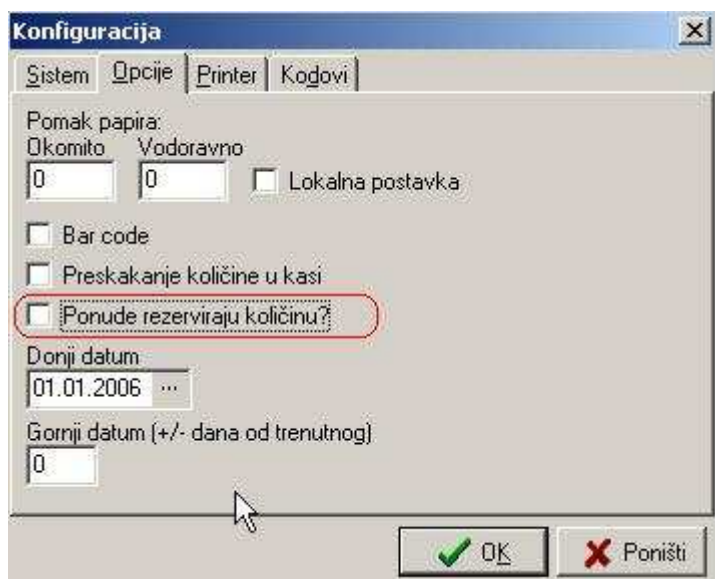 Konfiguracija
Sistem Opcije Printer Kodovi
Pomak papira:
Okomito Vodoravno
0 0 Lokalna postavka
Bar code
Preskakanje količine u kasi
Ponude rezerviraju količinu?
Donji datum
01.01.2006 ...
Gornji datum (+/- dana od trenutnog)
0
OK Poništi